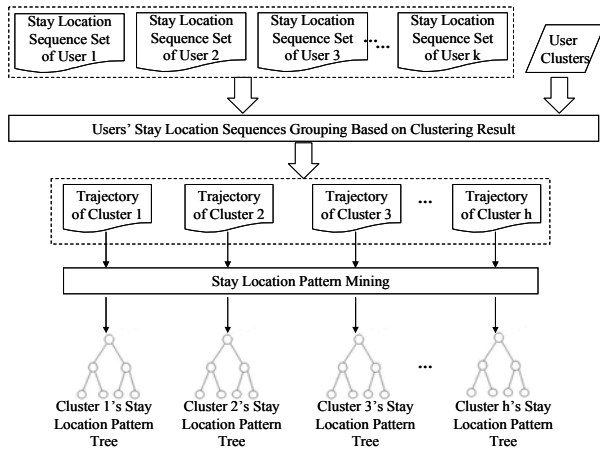 Stay Location
Sequence Set
of User 1
Stay Location
Sequence Set
of User 2
Stay Location
Sequence Set
of User 3
......
Stay Location
Sequence Set
of User k
User
Clusters
Users' Stay Location Sequences Grouping Based on Clustering Result
Trajectory
of Cluster 1
Trajectory
of Cluster 2
Trajectory
of Cluster 3
...
Trajectory
of Cluster h
Stay Location Pattern Mining
...
Cluster 1's Stay
Location Pattern
Tree
Cluster 2's Stay
Location Pattern
Tree
Cluster 3's Stay
Location Pattern
Tree
Cluster h's Stay
Location Pattern
Tree